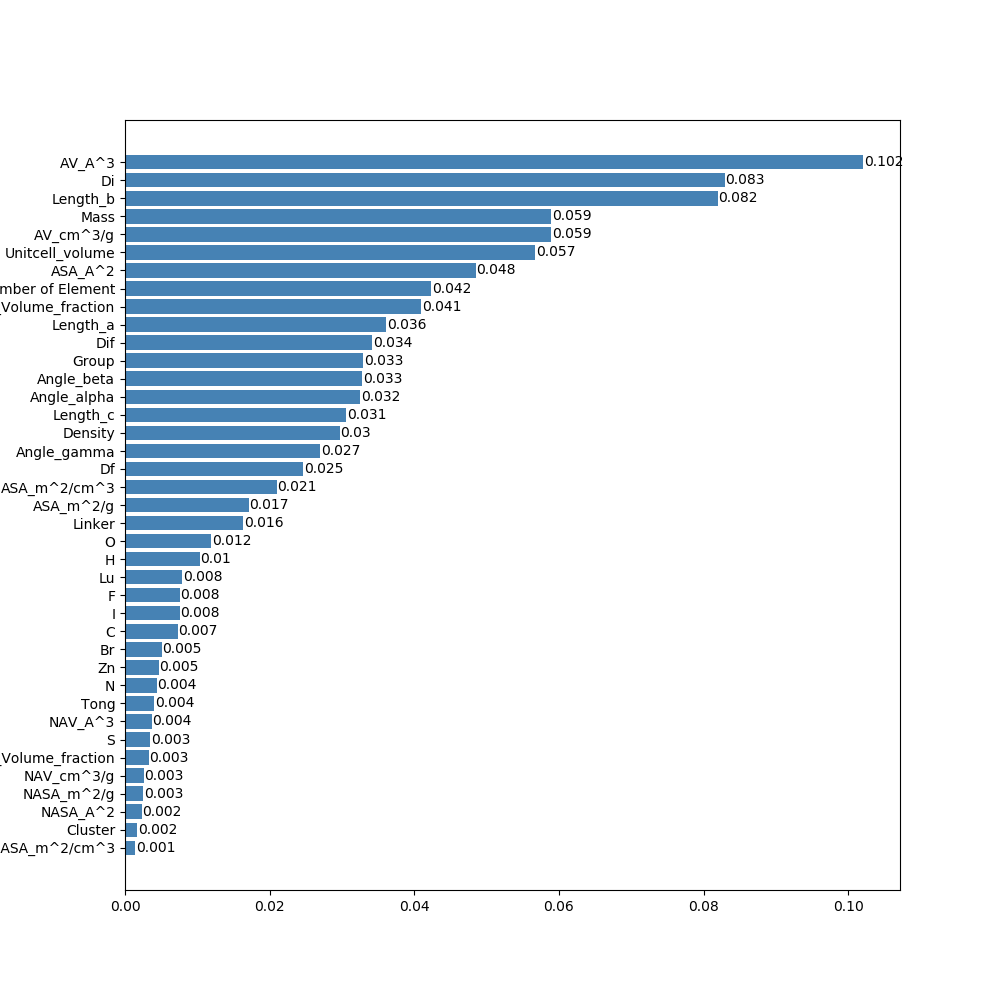 AV_A^3 0.102
Di 0.083
Length_b 0.082
Mass 0.059
AV_cm^3/g 0.059
Unitcell_volume 0.057
ASA_A^2 0.048
mber of Element 0.042
_Volume_fraction 0.041
Length_a 0.036
Dif 0.034
Group 0.033
Angle_beta 0.033
Angle_alpha 0.032
Length_c 0.031
Density 0.03
Angle_gamma 0.027
Df 0.025
ASA_m^2/cm^3 0.021
ASA_m^2/g 0.017
Linker 0.016
O 0.012
H 0.01
Lu 0.008
F 0.008
I 0.008
C 0.007
Br 0.005
Zn 0.005
N 0.004
Tong 0.004
NAV_A^3 0.004
S 0.003
_Volume_fraction 0.003
NAV_cm^3/g 0.003
NASA_m^2/g 0.003
NASA_A^2 0.002
Cluster 0.002
ASA_m^2/cm^3 0.001
0.00 0.02 0.04 0.06 0.08 0.10